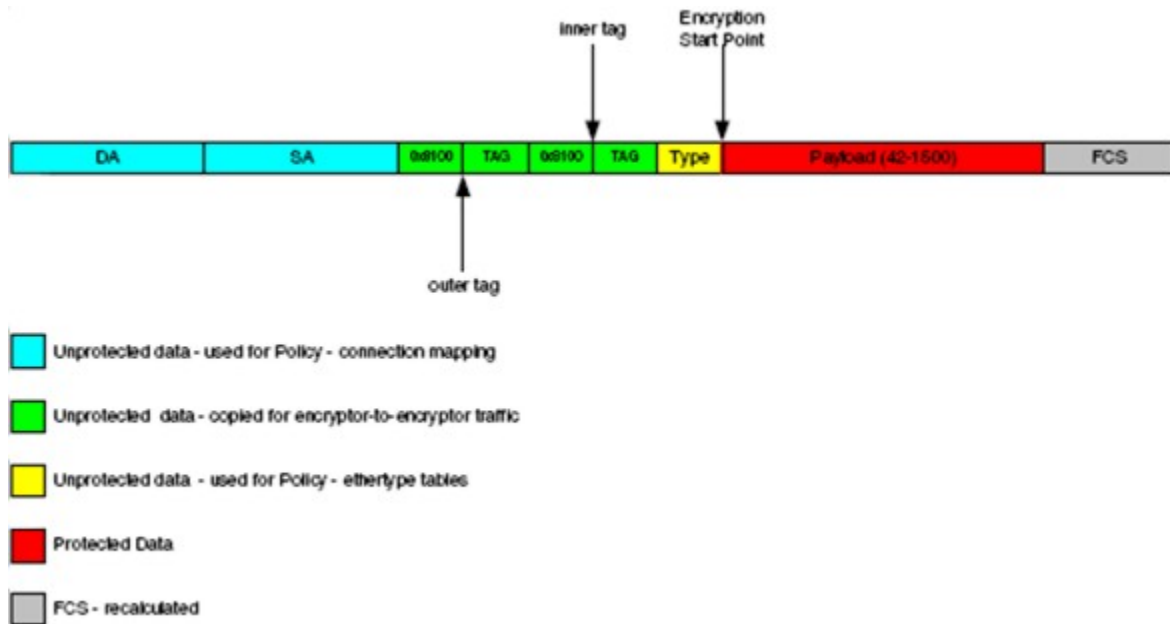 inner tag
Encryption
Start Point
DA SA 0x8100 TAG 0x8100 TAG Type Payload (42-1500) FCS
outer tag
Unprotected data - used for Policy - connection mapping
Unprotected data - copied for encryptor-to-encryptor traffic
Unprotected data - used for Policy - ethertype tables
Protected Data
FCS - recalculated